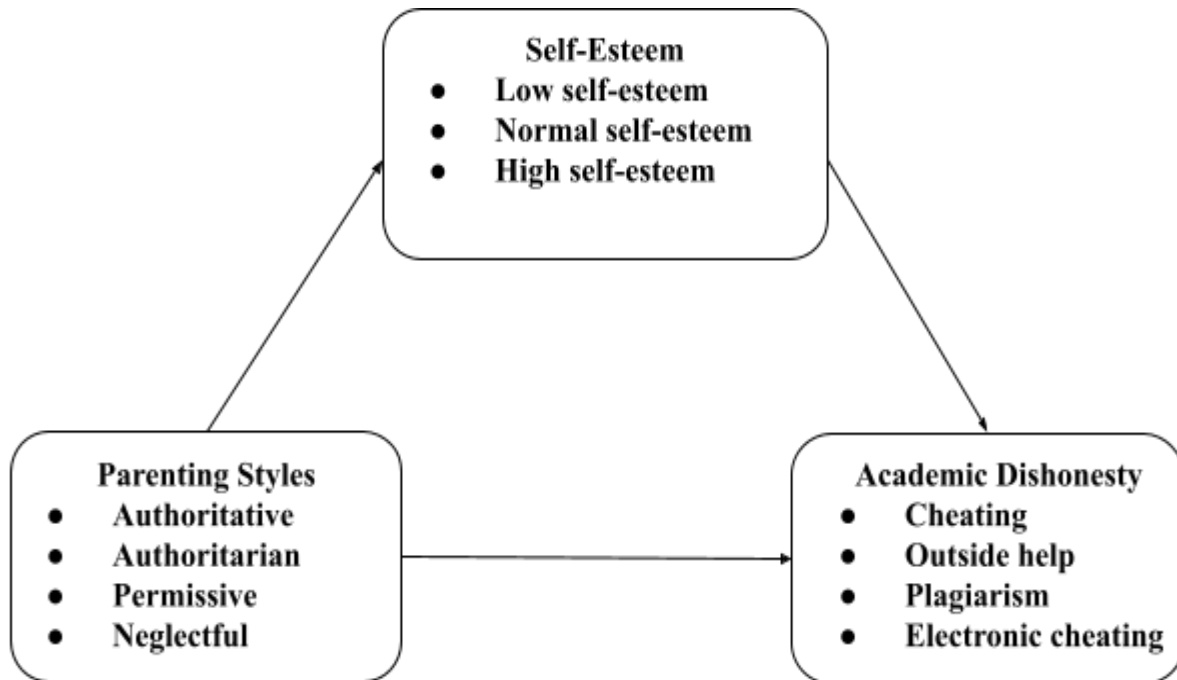 Self-Esteem
● Low self-esteem
● Normal self-esteem
● High self-esteem
Parenting Styles
● Authoritative
● Authoritarian
● Permissive
● Neglectful
Academic Dishonesty
● Cheating
● Outside help
● Plagiarism
● Electronic cheating